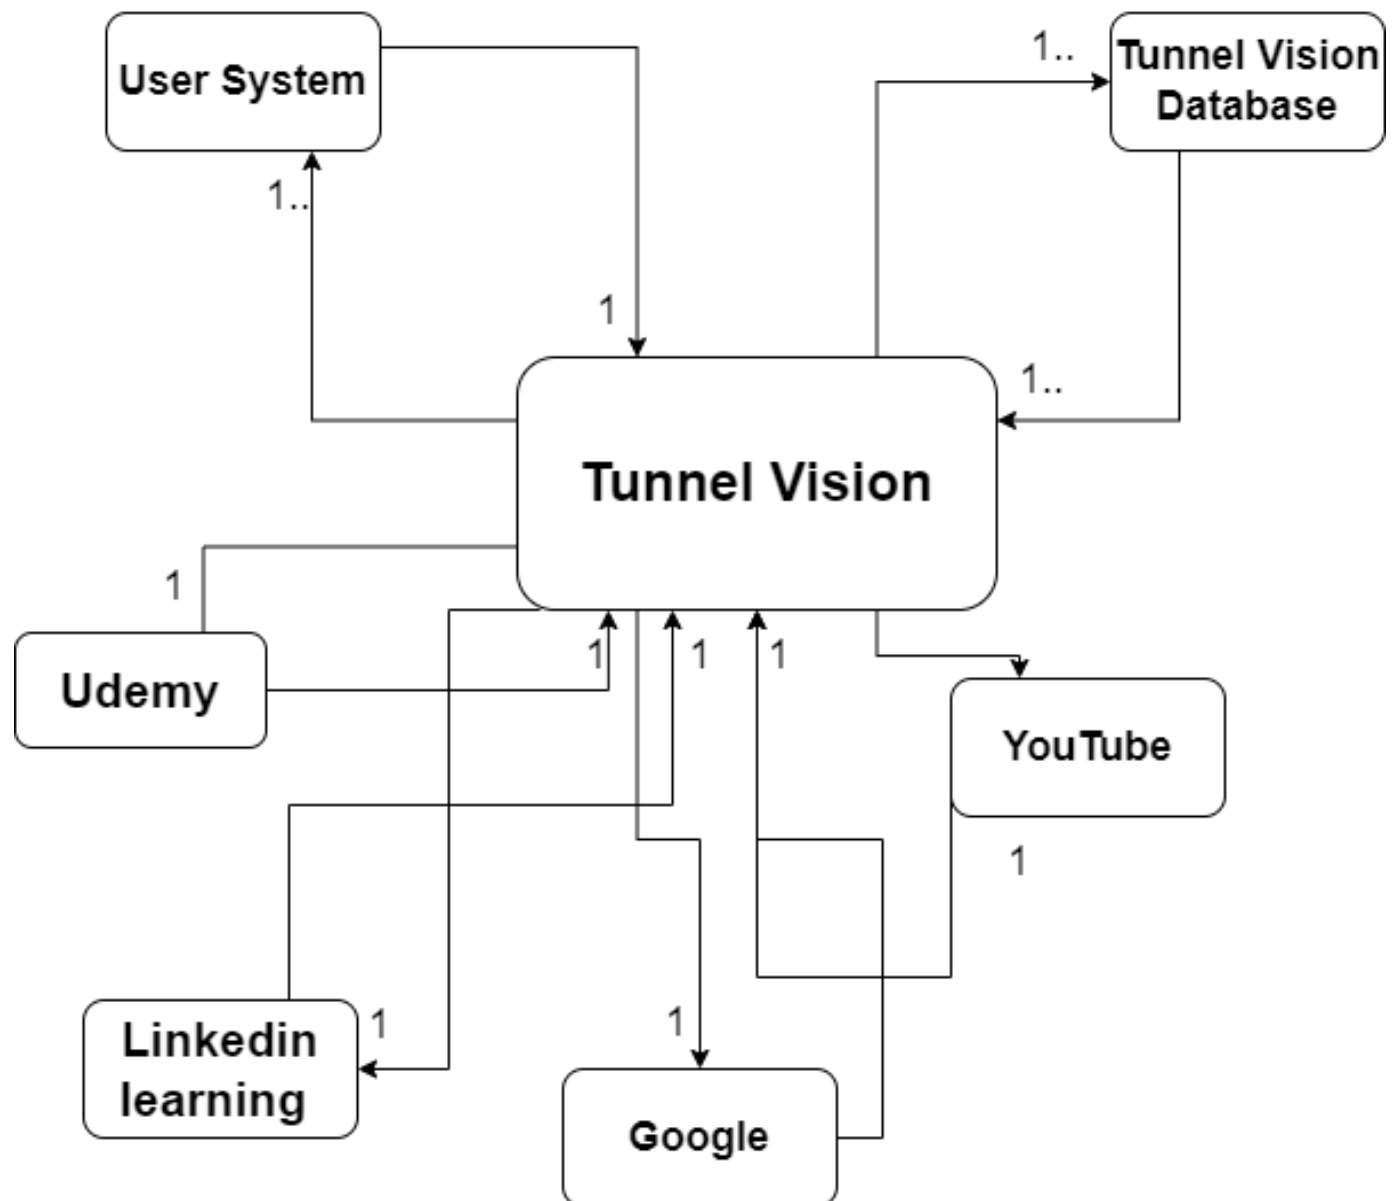 User System
1..
Tunnel Vision
Database
1..
1
1..
Tunnel Vision
1
Udemy
1
1
1
YouTube
1
Linkedin
learning
1
1
Google